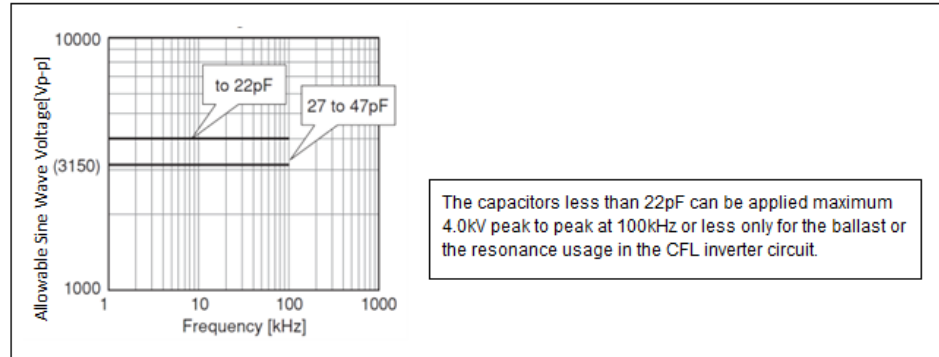 10000
to 22pF
27 to 47pF
(3150)
1000
Allowable Sine Wave Voltage[Vp-p]
1
10
100
1000
Frequency [kHz]
The capacitors less than 22pF can be applied maximum
4.0kV peak to peak at 100kHz or less only for the ballast or
the resonance usage in the CFL inverter circuit.